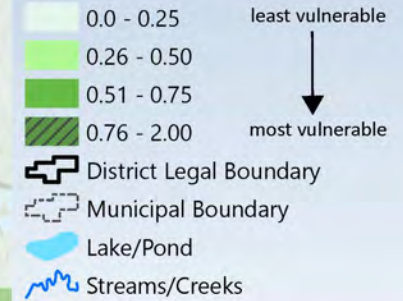 0.0 - 0.25 least vulnerable
0.26 - 0.50
0.51 - 0.75
0.76 - 2.00 most vulnerable
District Legal Boundary
Municipal Boundary
Lake/Pond
Streams/Creeks